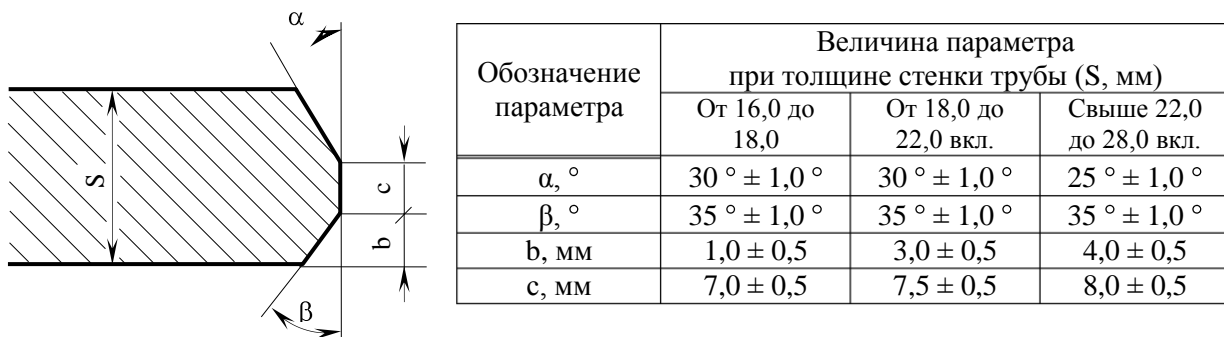 α
S
c
b
β
Обозначение параметра
Величина параметра
при толщине стенки трубы (S, мм)
От 16,0 до 18,0
От 18,0 до 22,0 вкл.
Свыше 22,0 до 28,0 вкл.
α, ° 30 ° ± 1,0 ° 30 ° ± 1,0 ° 25 ° ± 1,0 °
β, ° 35 ° ± 1,0 ° 35 ° ± 1,0 ° 35 ° ± 1,0 °
b, мм 1,0 ± 0,5 3,0 ± 0,5 4,0 ± 0,5
c, мм 7,0 ± 0,5 7,5 ± 0,5 8,0 ± 0,5